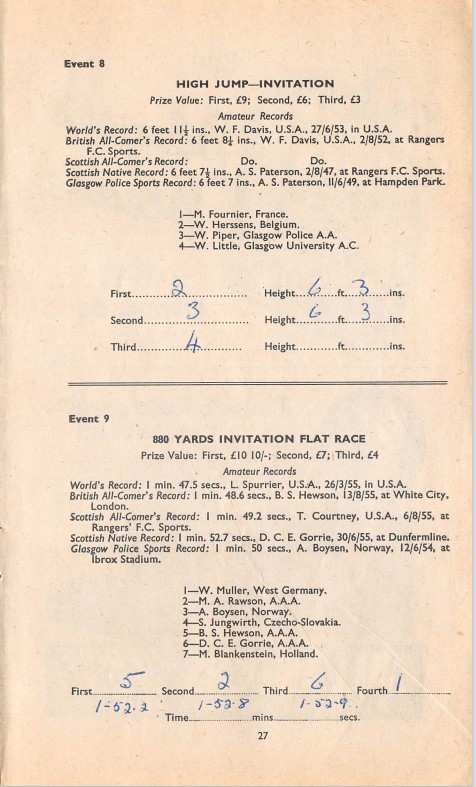 Event 8
HIGH JUMP—INVITATION
Prize Value: First, £9; Second, £6; Third, £3
Amateur Records
World's Record: 6 feet 11½ ins., W. F. Davis, U.S.A., 27/6/53, in U.S.A.
British All-Comer's Record: 6 feet 8¼ ins., W. F. Davis, U.S.A., 2/8/52, at Rangers
F.C. Sports.
Scottish All-Comer's Record: Do. Do.
Scottish Native Record: 6 feet 7½ ins., A. S. Paterson, 2/8/47, at Rangers F.C. Sports.
Glasgow Police Sports Record: 6 feet 7 ins., A. S. Paterson, 11/6/49, at Hampden Park.
1—M. Fournier, France.
2—W. Herssens, Belgium.
3—W. Piper, Glasgow Police A.A.
4—W. Little, Glasgow University A.C.
First......2...... Height...6...ft...3...ins.
Second......3...... Height...6...ft...3...ins.
Third......4...... Height......ft......ins.
Event 9
880 YARDS INVITATION FLAT RACE
Prize Value: First, £10 10/-; Second, £7; Third, £4
Amateur Records
World's Record: 1 min. 47.5 secs., L. Spurrier, U.S.A., 26/3/55, in U.S.A.
British All-Comer's Record: 1 min. 48.6 secs., B. S. Hewson, 13/8/55, at White City,
London.
Scottish All-Comer's Record: 1 min. 49.2 secs., T. Courtney, U.S.A., 6/8/55, at
Rangers' F.C. Sports.
Scottish Native Record: 1 min. 52.7 secs., D. C. E. Gorrie, 30/6/55, at Dunfermline.
Glasgow Police Sports Record: 1 min. 50 secs., A. Boysen, Norway, 12/6/54, at
Ibrox Stadium.
1—W. Muller, West Germany.
2—M. A. Rawson, A.A.A.
3—A. Boysen, Norway.
4—S. Jungwirth, Czecho-Slovakia.
5—B. S. Hewson, A.A.A.
6—D. C. E. Gorrie, A.A.A.
7—M. Blankenstein, Holland.
First...5... Second...2... Third...6... Fourth 1
1-52.2 1-52.8 1-52.9
Time......mins.......secs.
27